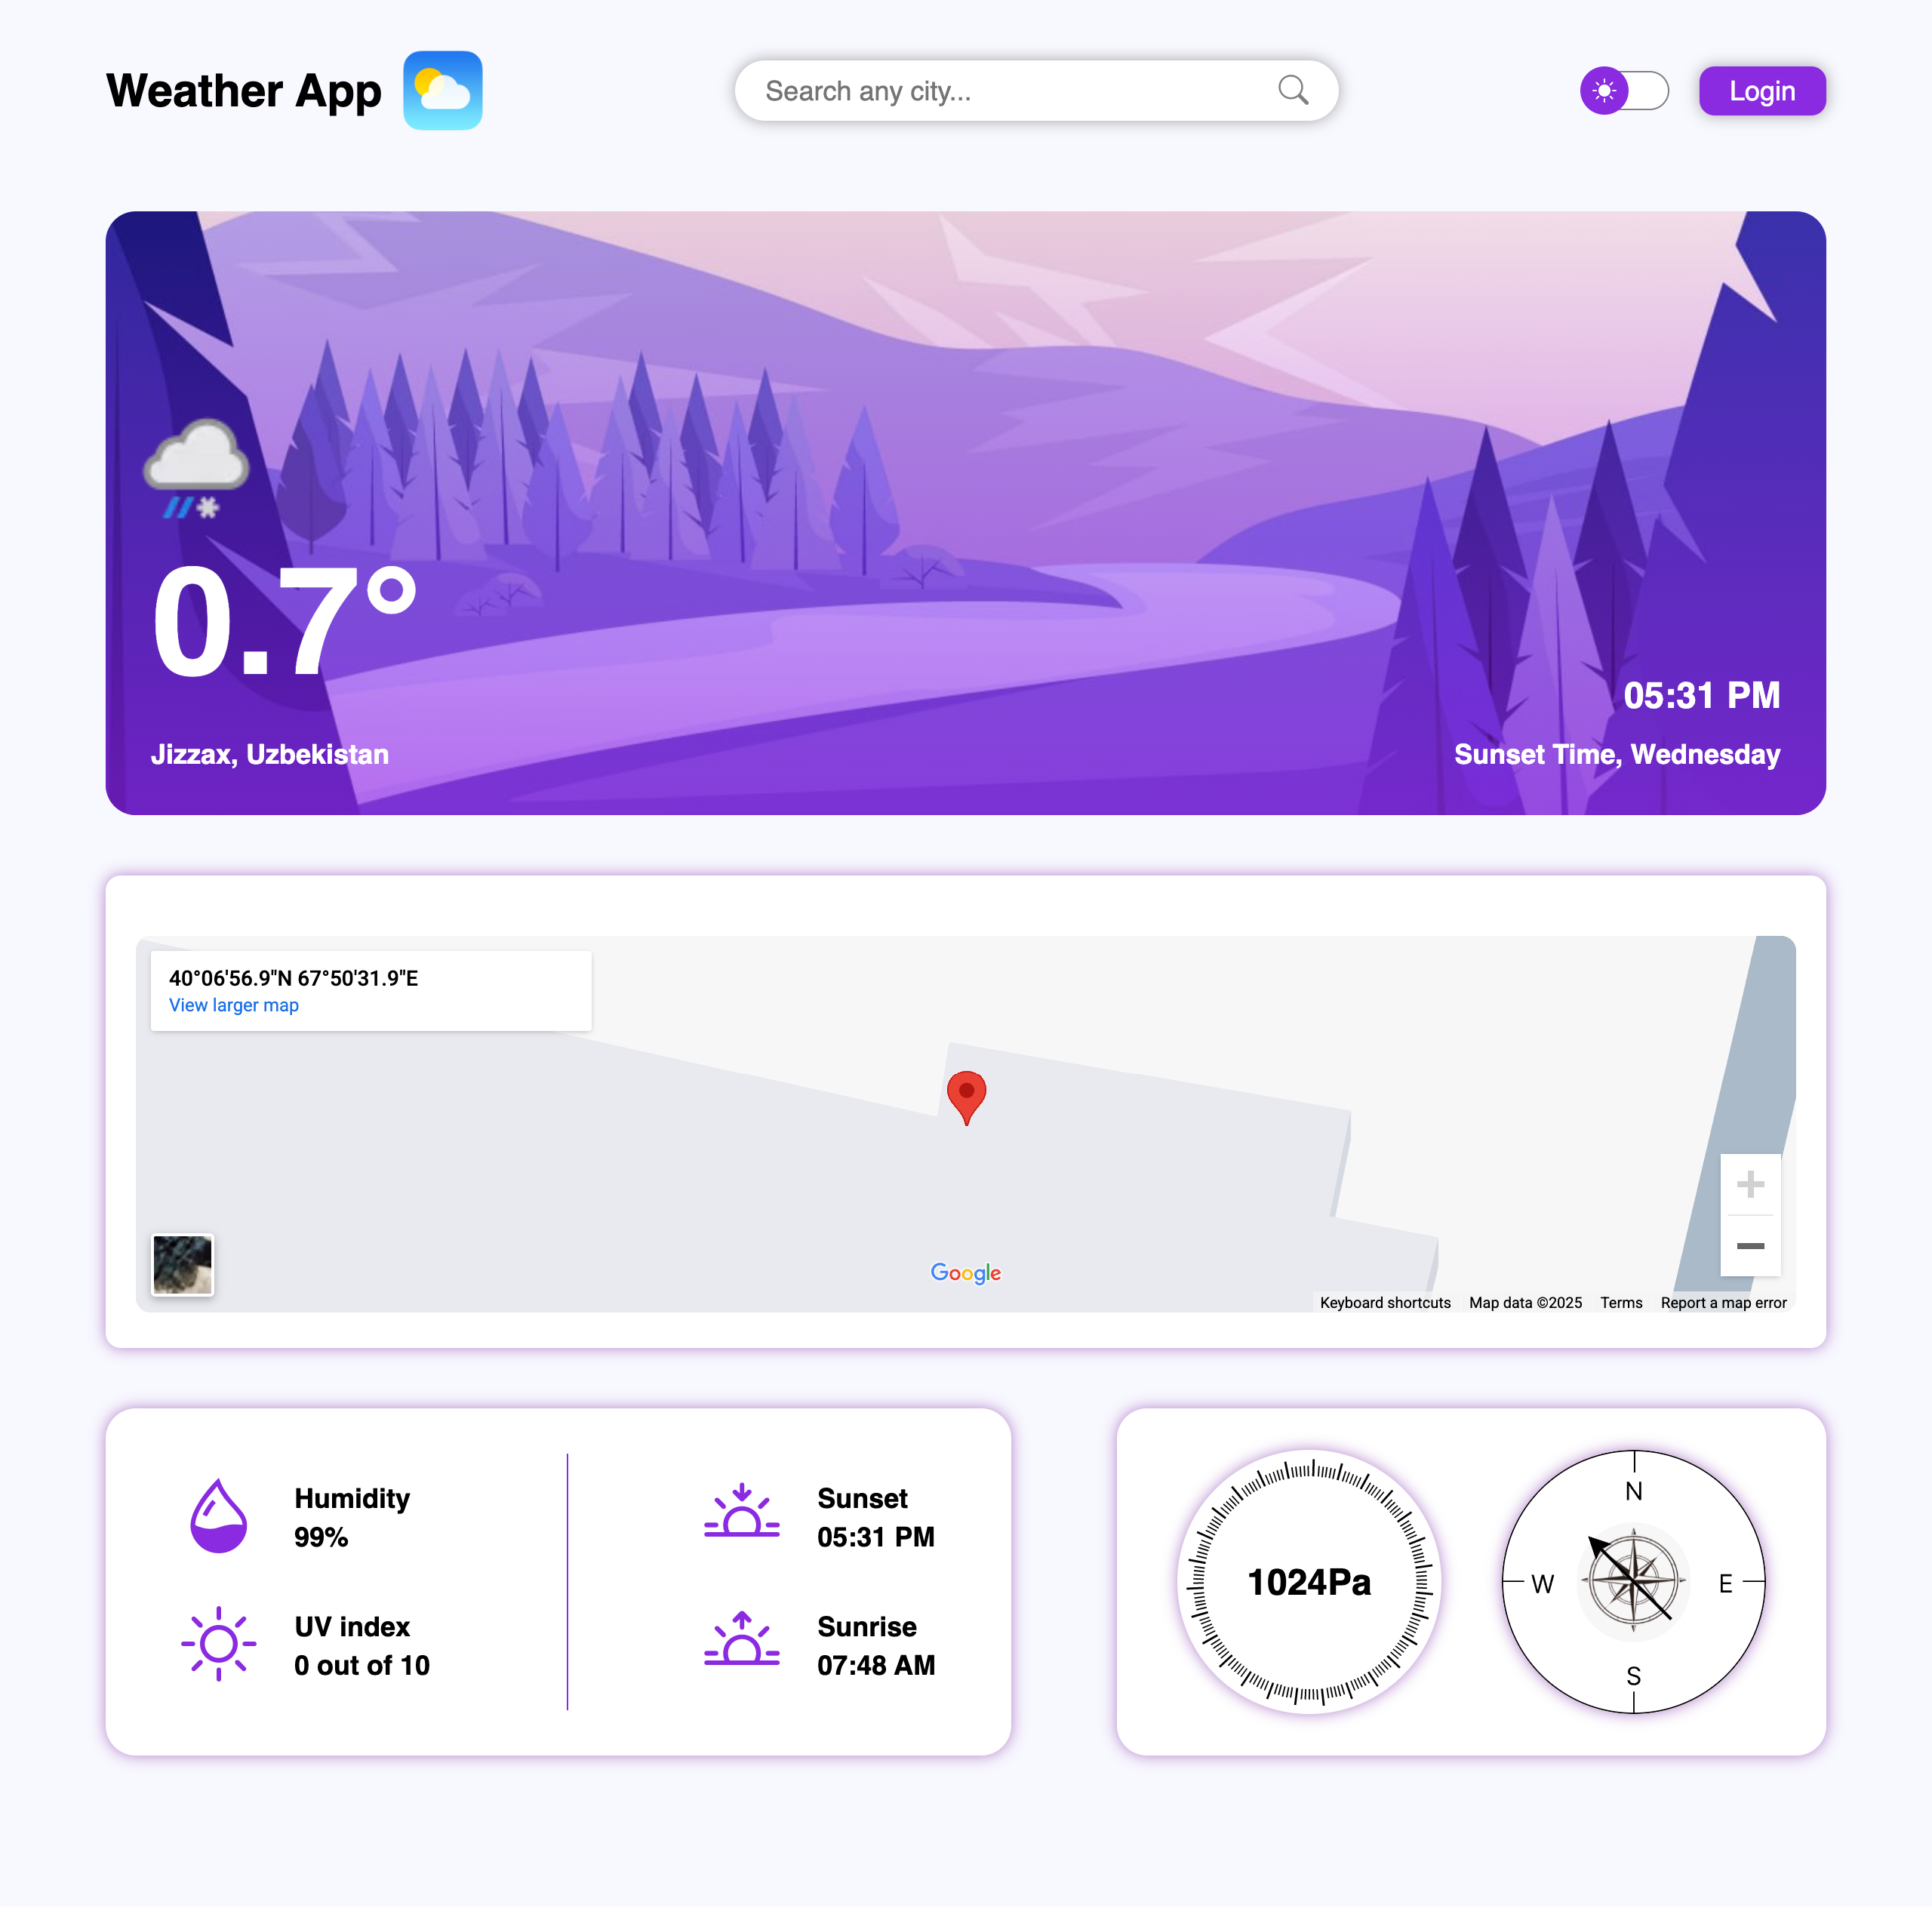 Weather App
Search any city...
Login
0.7°
05:31 PM
Jizzax, Uzbekistan
Sunset Time, Wednesday
40°06'56.9"N 67°50'31.9"E
View larger map
Google
Keyboard shortcuts Map data ©2025 Terms Report a map error
Humidity
99%
Sunset
05:31 PM
UV index
0 out of 10
Sunrise
07:48 AM
1024Pa
N
W E
S